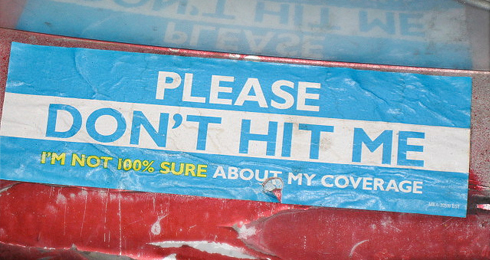 PLEASE
DON'T HIT ME
I'M NOT 100% SURE ABOUT MY COVERAGE